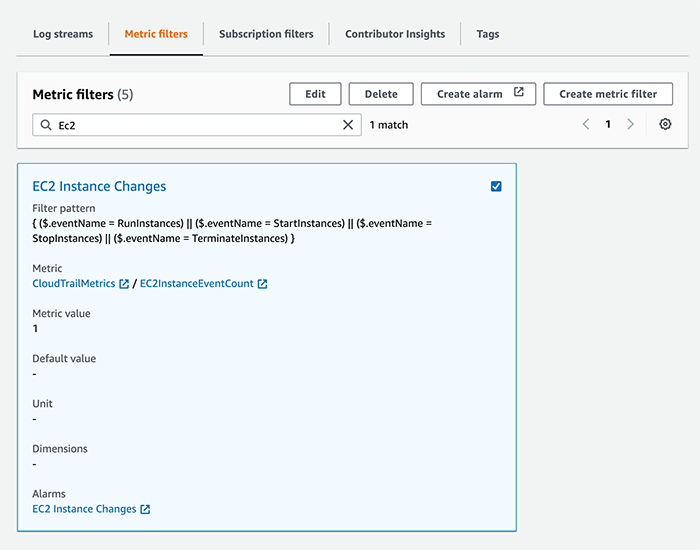 Log streams
Metric filters
Subscription filters
Contributor Insights
Tags
Metric filters (5)
Edit
Delete
Create alarm
Create metric filter
Ec2
1 match
1
EC2 Instance Changes
Filter pattern
{ ($.eventName = RunInstances) || ($.eventName = StartInstances) || ($.eventName =
StopInstances) || ($.eventName = TerminateInstances) }
Metric
CloudTrailMetrics / EC2InstanceEventCount
Metric value
1
Default value
-
Unit
-
Dimensions
-
Alarms
EC2 Instance Changes